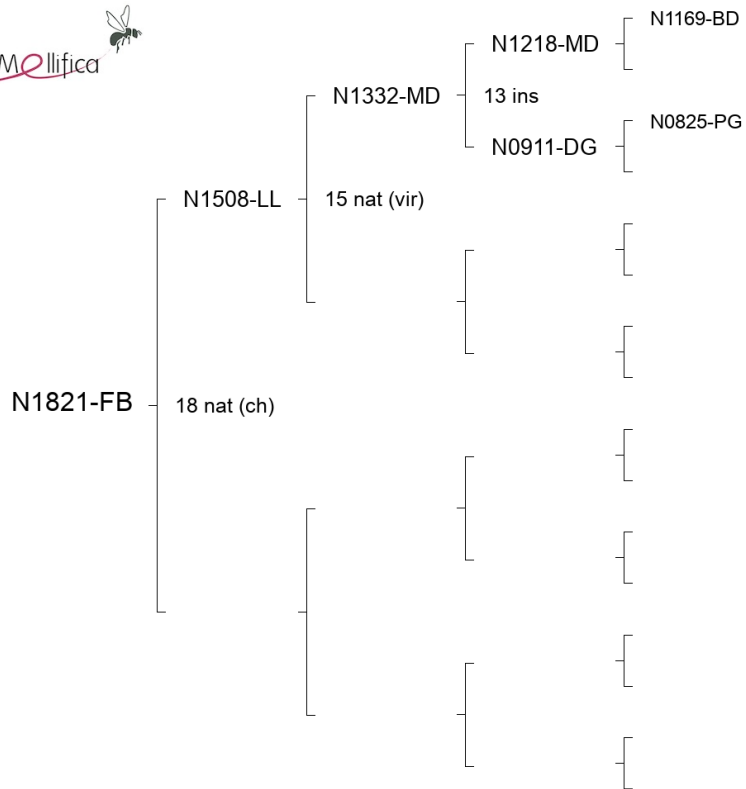 Mellifica
N1169-BD
N1218-MD
N1332-MD
13 ins
N0825-PG
N0911-DG
N1508-LL
15 nat (vir)
N1821-FB
18 nat (ch)